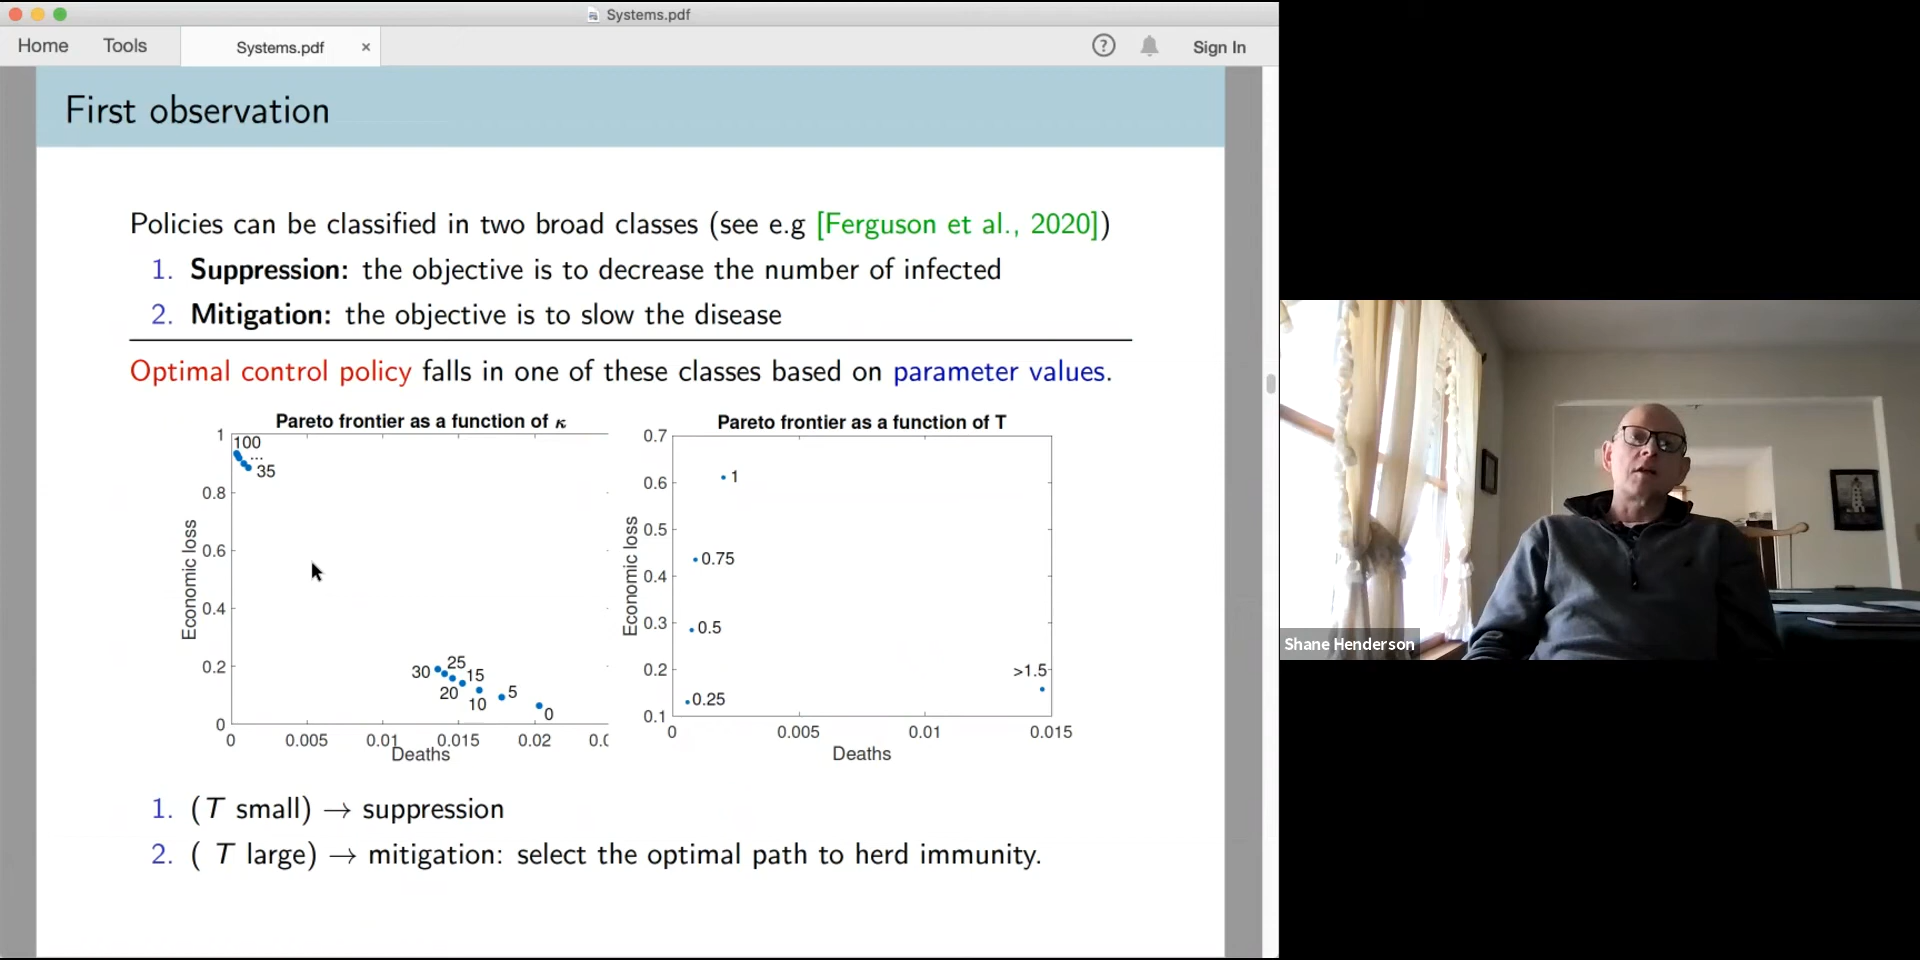 Systems.pdf
Home Tools Systems.pdf × ? Sign In
First observation
Policies can be classified in two broad classes (see e.g [Ferguson et al., 2020])
1. Suppression: the objective is to decrease the number of infected
2. Mitigation: the objective is to slow the disease
Optimal control policy falls in one of these classes based on parameter values.
Pareto frontier as a function of κ
1
0.8
0.6
0.4
0.2
0
Economic loss
100
...
35
30
25
20
15
10
5
0
0 0.005 0.01 0.015 0.02
Deaths
Pareto frontier as a function of T
0.7
0.6
0.5
0.4
0.3
0.2
0.1
Economic loss
1
0.75
0.5
0.25
>1.5
0 0.005 0.01 0.015
Deaths
1. (T small) → suppression
2. ( T large) → mitigation: select the optimal path to herd immunity.
Shane Henderson